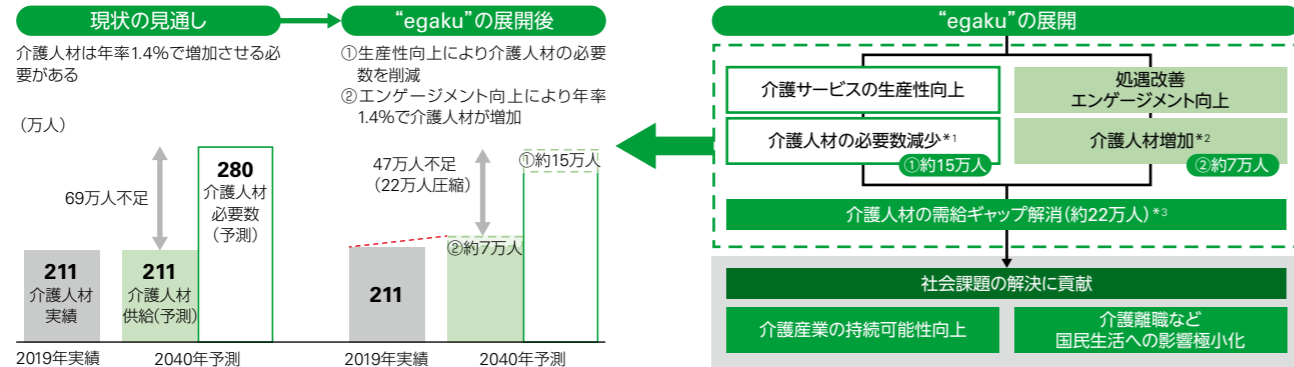 現状の見通し
介護人材は年率1.4%で増加させる必
要がある
(万人)
69万人不足
280
介護人材
必要数
(予測)
211
介護人材
実績
211
介護人材
供給(予測)
2019年実績
2040年予測
“egaku”の展開後
①生産性向上により介護人材の必要
数を削減
②エンゲージメント向上により年率
1.4%で介護人材が増加
47万人不足
(22万人圧縮)
①約15万人
②約7万人
211
2019年実績
2040年予測
“egaku”の展開
介護サービスの生産性向上
処遇改善
エンゲージメント向上
介護人材の必要数減少*1
①約15万人
介護人材増加*2
②約7万人
介護人材の需給ギャップ解消(約22万人)*3
社会課題の解決に貢献
介護産業の持続可能性向上
介護離職など
国民生活への影響極小化